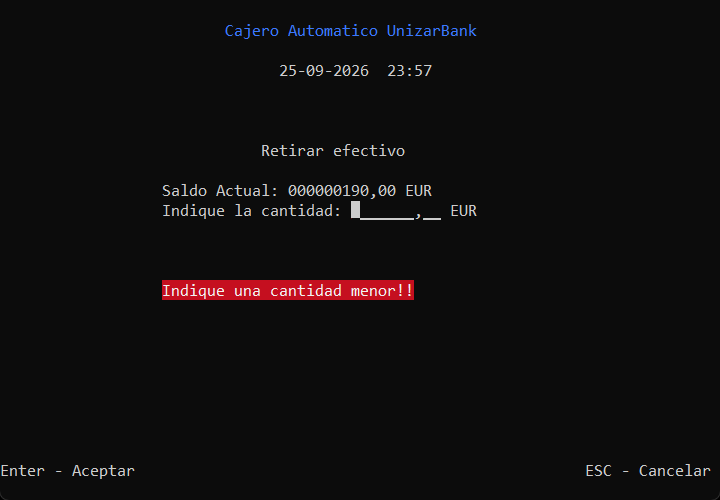 Cajero Automatico UnizarBank
25-09-2026 23:57
Retirar efectivo
Saldo Actual: 000000190,00 EUR
Indique la cantidad: _______,__ EUR
Indique una cantidad menor!!
Enter - Aceptar ESC - Cancelar